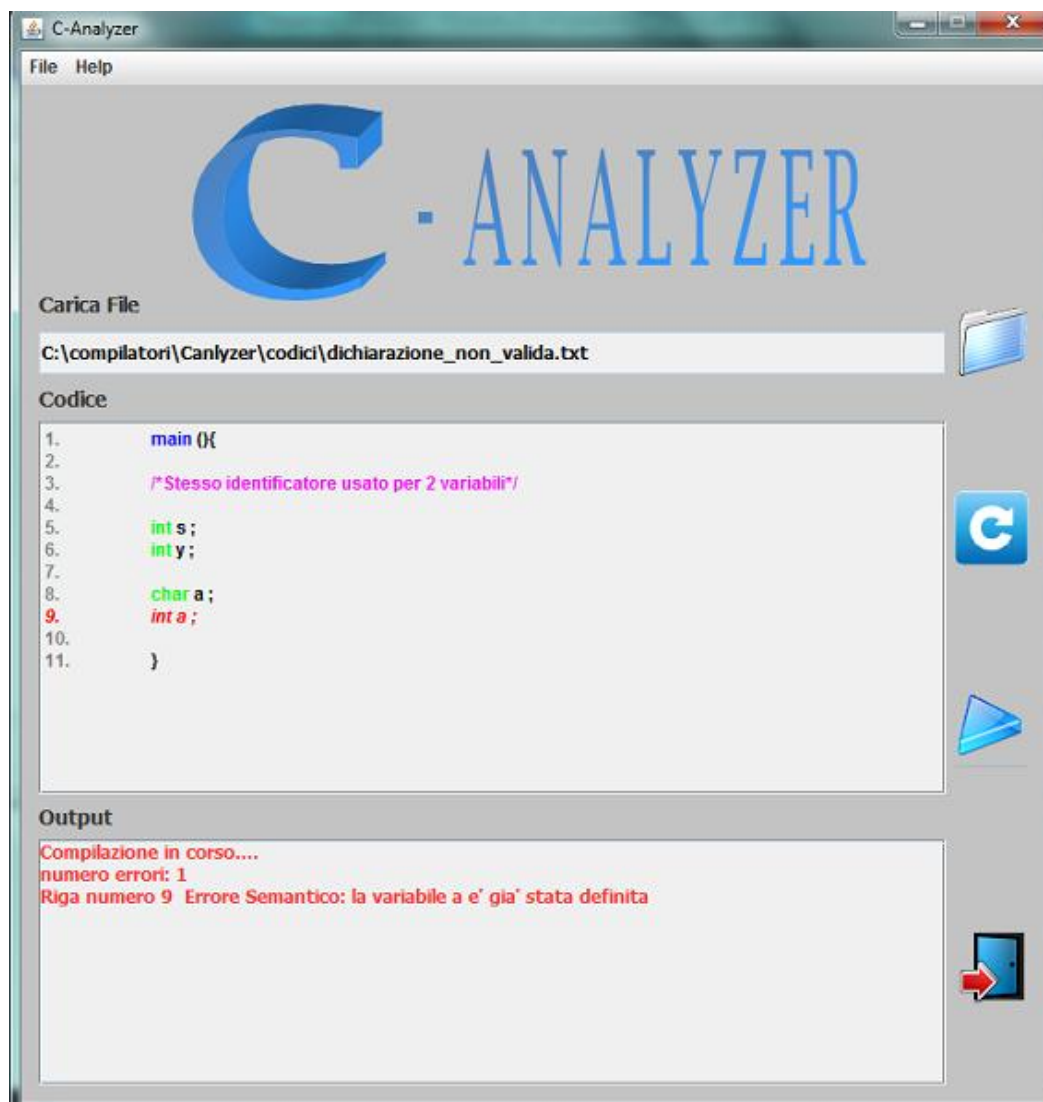 C-Analyzer
File Help
C - ANALYZER
Carica File
C:\compilatori\Canlyzer\codici\dichiarazione_non_valida.txt
Codice
1. main (){
2.
3. /*Stesso identificatore usato per 2 variabili*/
4.
5. int s ;
6. int y ;
7.
8. char a ;
9. int a ;
10.
11. }
Output
Compilazione in corso....
numero errori: 1
Riga numero 9 Errore Semantico: la variabile a e' gia' stata definita